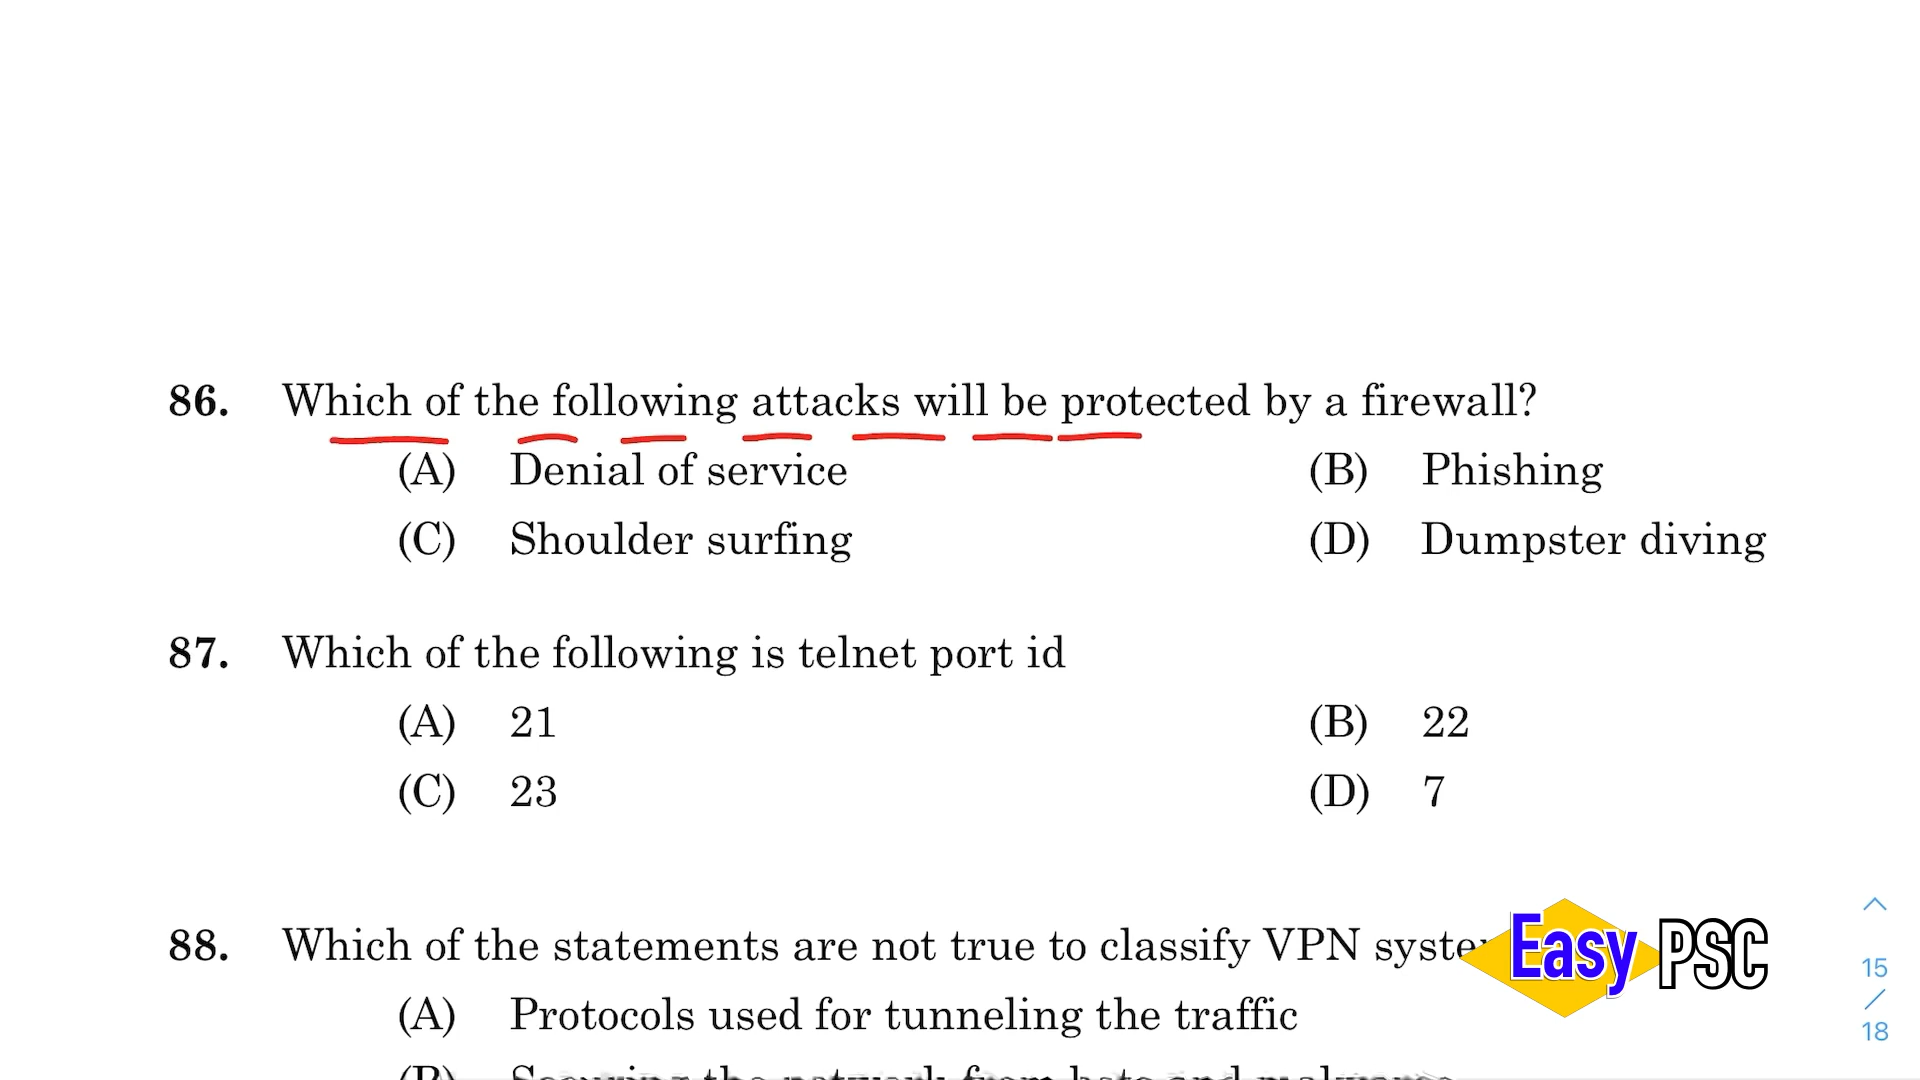 86. Which of the following attacks will be protected by a firewall?
(A) Denial of service (B) Phishing
(C) Shoulder surfing (D) Dumpster diving
87. Which of the following is telnet port id
(A) 21 (B) 22
(C) 23 (D) 7
88. Which of the statements are not true to classify VPN
Easy PSC
(A) Protocols used for tunneling the traffic
15
/
18